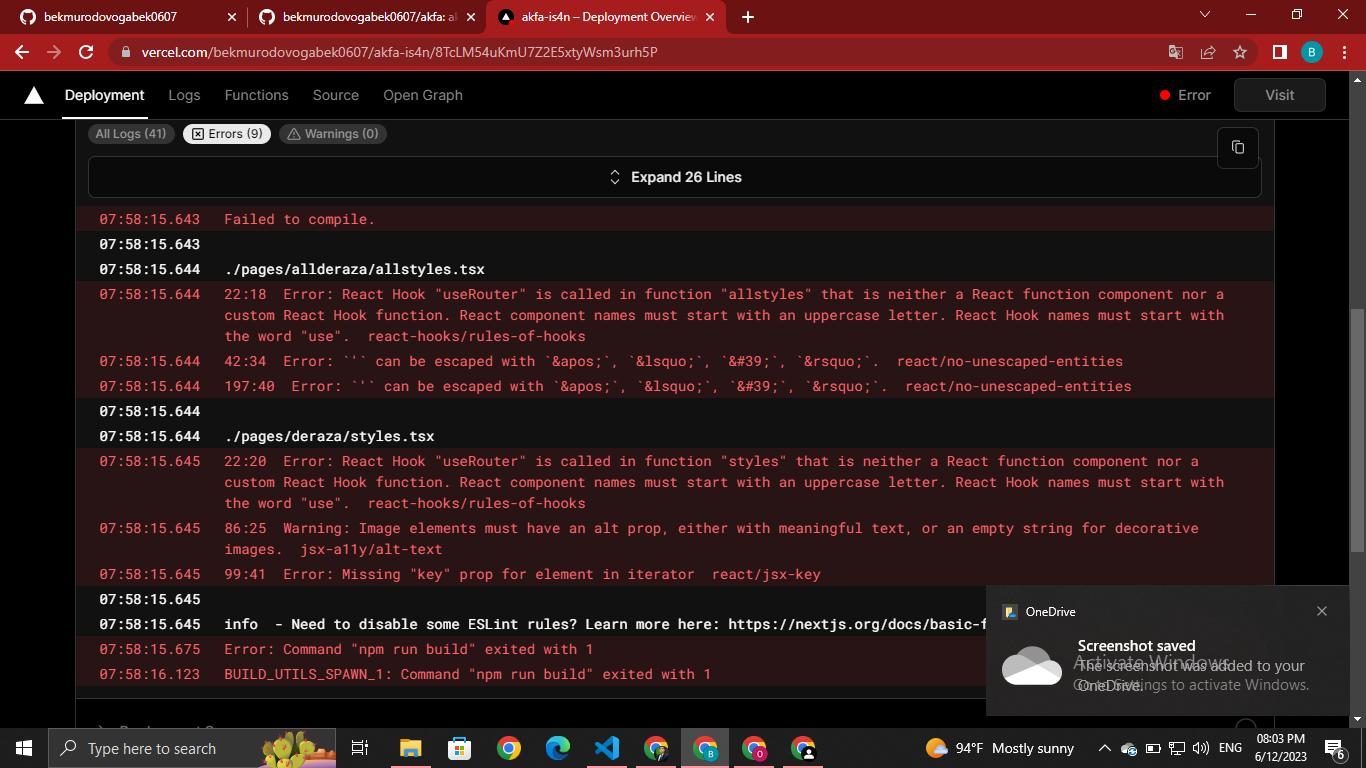 bekmurodovogabek0607
bekmurodovogabek0607/akfa: a
akfa-is4n – Deployment Overview
vercel.com/bekmurodovogabek0607/akfa-is4n/8TcLM54uKmU7Z2E5xtyWsm3urh5P
B
Deployment Logs Functions Source Open Graph Error Visit
All Logs (41) Errors (9) Warnings (0)
Expand 26 Lines
07:58:15.643 Failed to compile.
07:58:15.643
07:58:15.644 ./pages/allderaza/allstyles.tsx
07:58:15.644 22:18 Error: React Hook "useRouter" is called in function "allstyles" that is neither a React function component nor a
custom React Hook function. React component names must start with an uppercase letter. React Hook names must start with
the word "use". react-hooks/rules-of-hooks
07:58:15.644 42:34 Error: `'` can be escaped with `&apos;`, `&lsquo;`, `&#39;`, `&rsquo;`. react/no-unescaped-entities
07:58:15.644 197:40 Error: `'` can be escaped with `&apos;`, `&lsquo;`, `&#39;`, `&rsquo;`. react/no-unescaped-entities
07:58:15.644
07:58:15.644 ./pages/deraza/styles.tsx
07:58:15.645 22:20 Error: React Hook "useRouter" is called in function "styles" that is neither a React function component nor a
custom React Hook function. React component names must start with an uppercase letter. React Hook names must start with
the word "use". react-hooks/rules-of-hooks
07:58:15.645 86:25 Warning: Image elements must have an alt prop, either with meaningful text, or an empty string for decorative
images. jsx-a11y/alt-text
07:58:15.645 99:41 Error: Missing "key" prop for element in iterator react/jsx-key
07:58:15.645
07:58:15.645 info - Need to disable some ESLint rules? Learn more here: https://nextjs.org/docs/basic-f
07:58:15.675 Error: Command "npm run build" exited with 1
07:58:16.123 BUILD_UTILS_SPAWN_1: Command "npm run build" exited with 1
OneDrive
Screenshot saved
The screenshot was added to your
OneDrive.
Activate Windows
Go to Settings to activate Windows.
Type here to search
B
O
94°F Mostly sunny
ENG
08:03 PM
6/12/2023
6